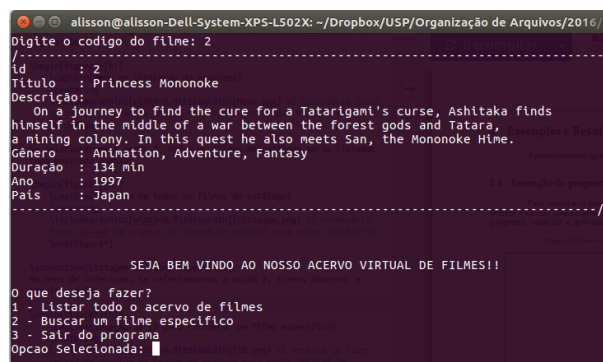 alisson@alisson-Dell-System-XPS-L502X: ~/Dropbox/USP/Organização de Arquivos/2016/
Digite o codigo do filme: 2
/-----------------------------------------------------------------------------------
id      : 2
Título  : Princess Mononoke
Descrição:
On a journey to find the cure for a Tatarigami's curse, Ashitaka finds
himself in the middle of a war between the forest gods and Tatara,
a mining colony. In this quest he also meets San, the Mononoke Hime.
Gênero  : Animation, Adventure, Fantasy
Duração : 134 min
Ano     : 1997
País    : Japan
-----------------------------------------------------------------------------------/
SEJA BEM VINDO AO NOSSO ACERVO VIRTUAL DE FILMES!!
O que deseja fazer?
1 - Listar todo o acervo de filmes
2 - Buscar um filme especifico
3 - Sair do programa
Opcao Selecionada: